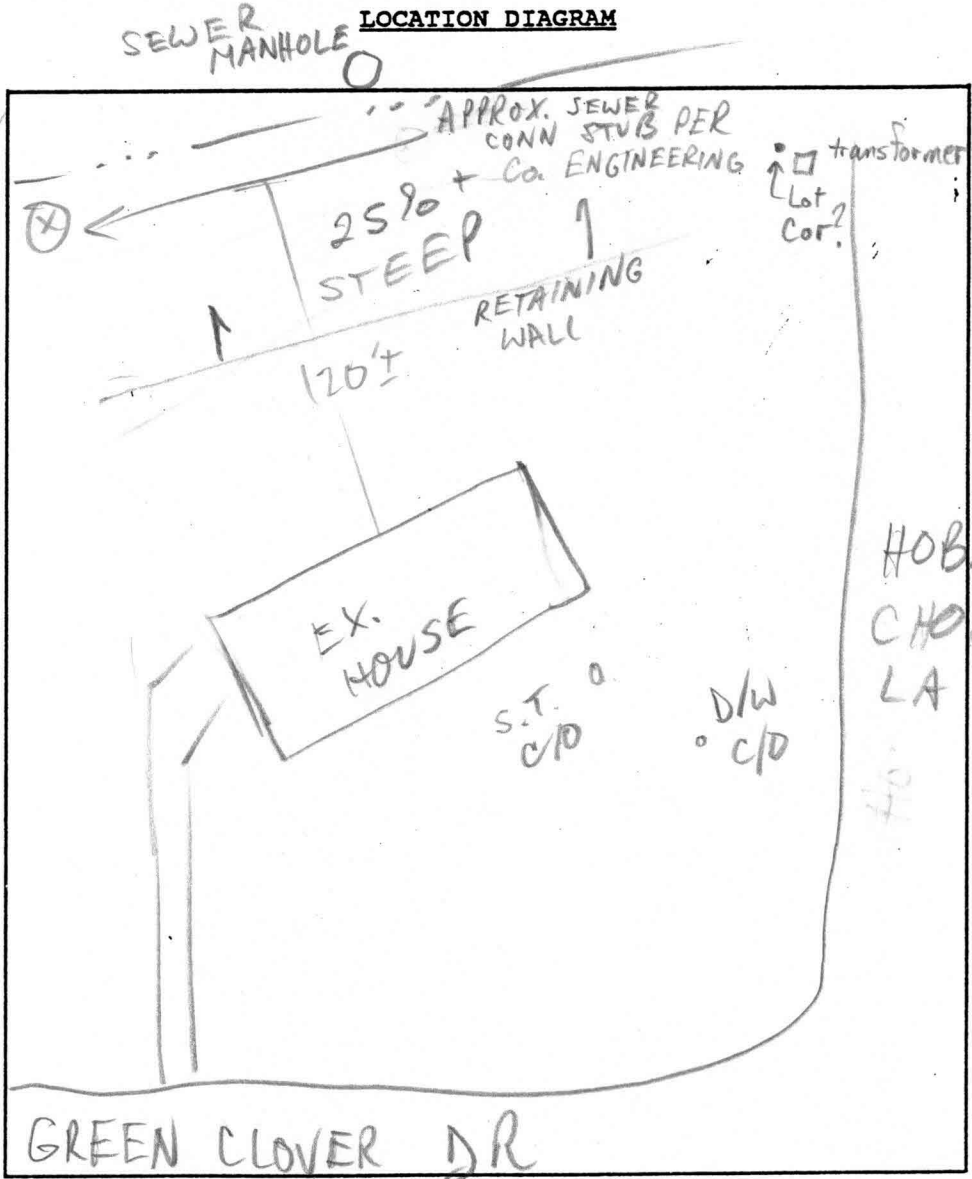 LOCATION DIAGRAM
SEWER
MANHOLE
APPROX. SEWER
CONN STUB PER
Co. ENGINEERING
transformer
Lot
Cor?
X
25% +
STEEP
RETAINING
WALL
120'±
EX.
HOUSE
S.T.
C/O
D/W
C/O
HOB
CHO
LA
Ho
GREEN CLOVER DR